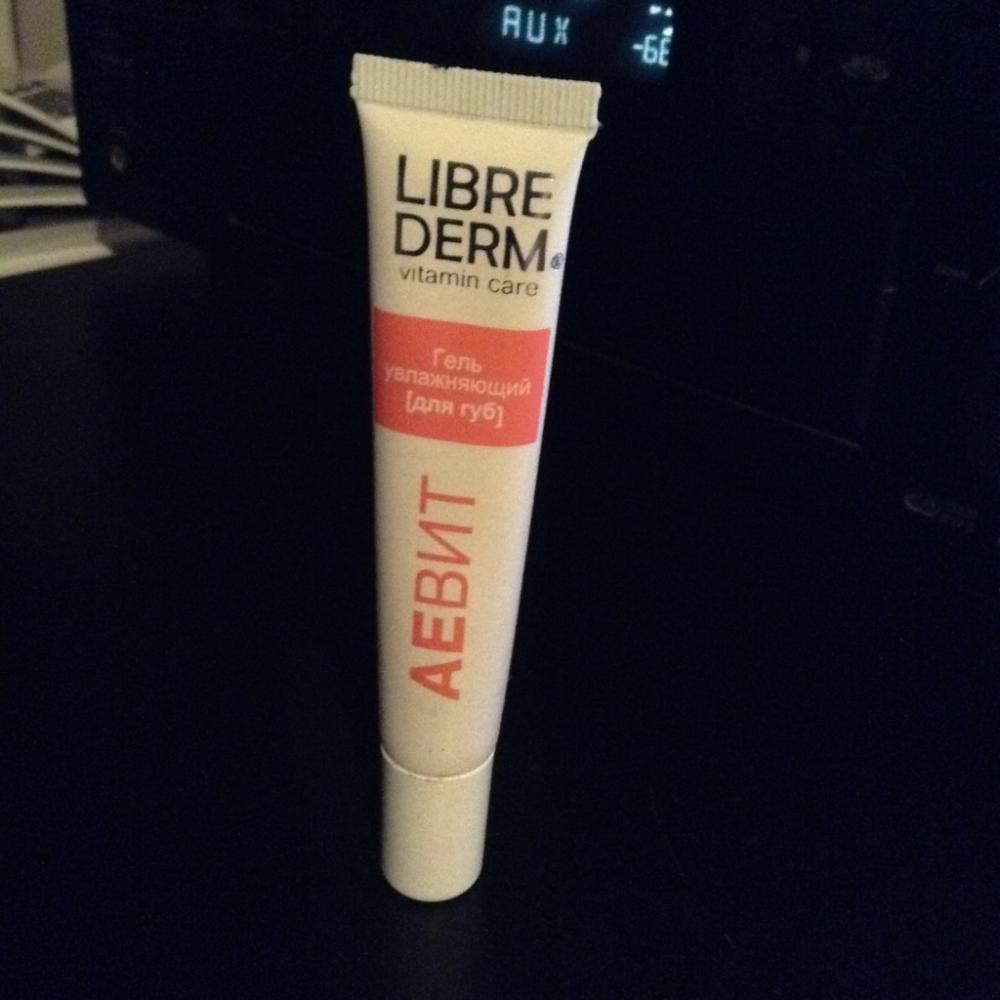 AUX
LIBRE
DERM®
vitamin care
Гель
увлажняющий
[для губ]
АЕВИТ